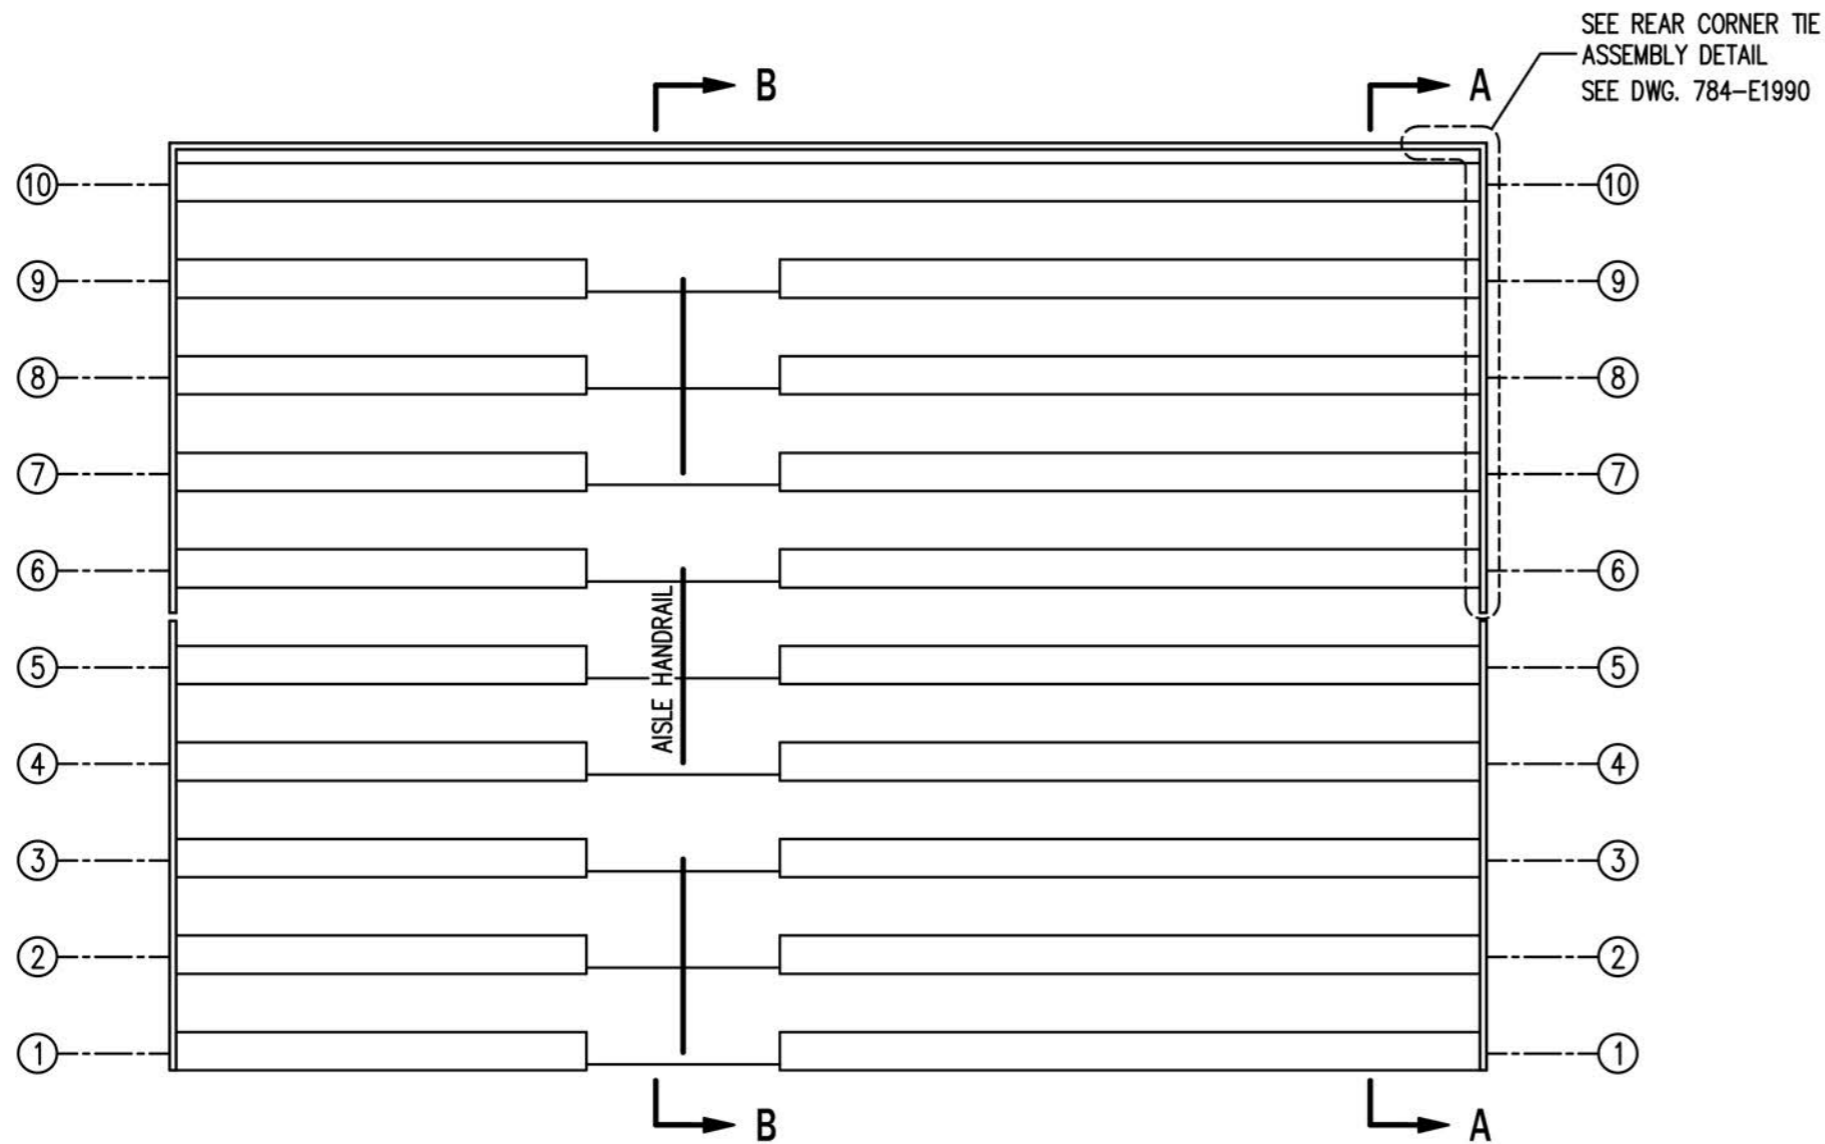 SEE REAR CORNER TIE
ASSEMBLY DETAIL
SEE DWG. 784-E1990
B
A
10
10
9
9
8
8
7
7
6
6
AISLE HANDRAIL
5
5
4
4
3
3
2
2
1
1
B
A